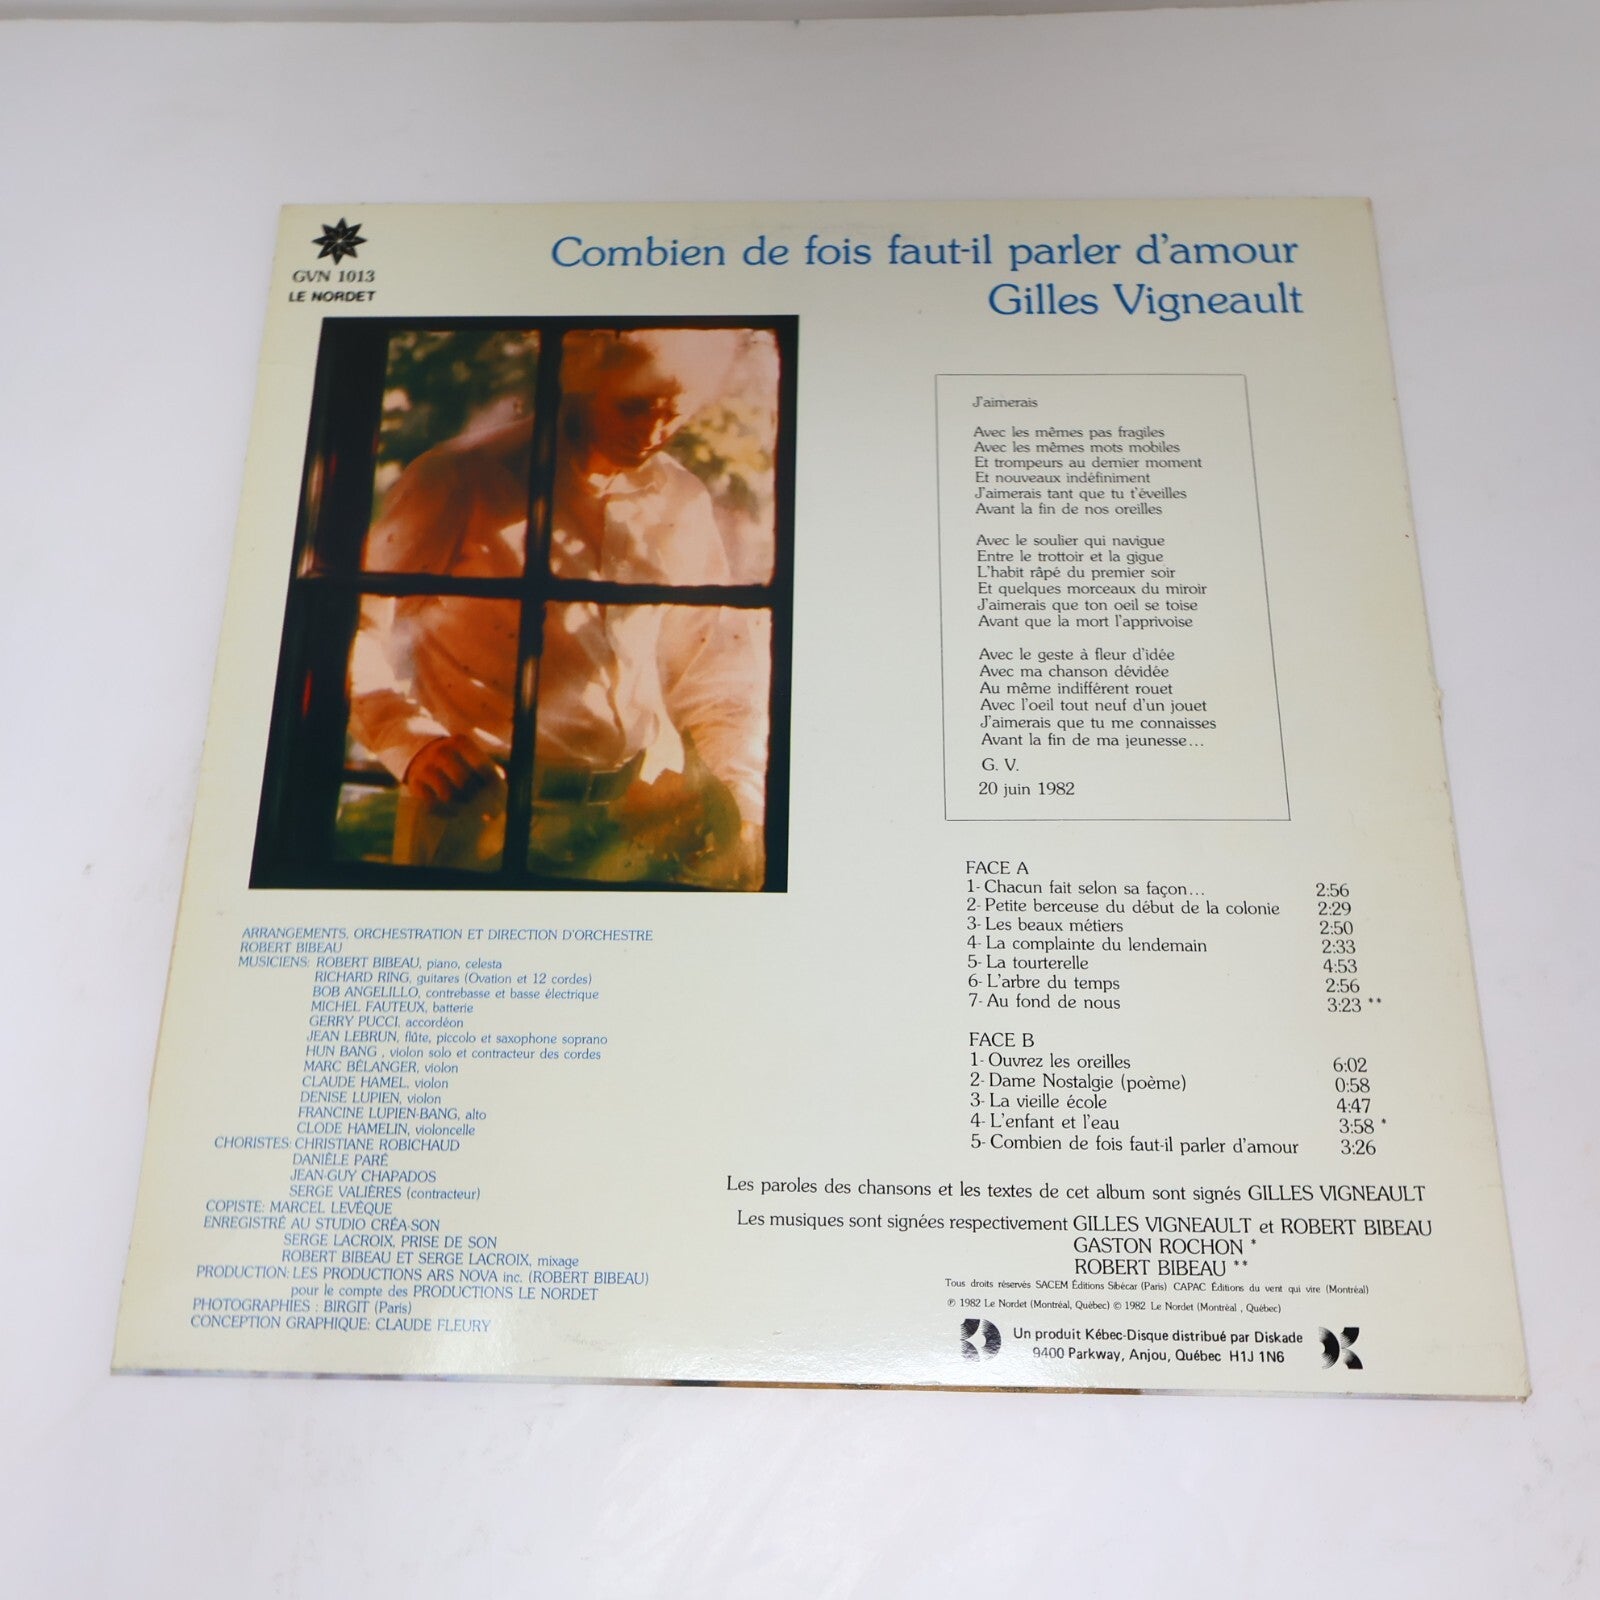 GVN 1013
LE NORDET
Combien de fois faut-il parler d'amour
Gilles Vigneault
J'aimerais
Avec les mêmes pas fragiles
Avec les mêmes mots mobiles
Et trompeurs au dernier moment
Et nouveaux indéfiniment
J'aimerais tant que tu t'éveilles
Avant la fin de nos oreilles
Avec le soulier qui navigue
Entre le trottoir et la gigue
L'habit râpé du premier soir
Et quelques morceaux du miroir
J'aimerais que ton oeil se toise
Avant que la mort l'apprivoise
Avec le geste à fleur d'idée
Avec ma chanson dévidée
Au même indifférent rouet
Avec l'oeil tout neuf d'un jouet
J'aimerais que tu me connaisses
Avant la fin de ma jeunesse...
G. V.
20 juin 1982
FACE A
1- Chacun fait selon sa façon... 2:56
2- Petite berceuse du début de la colonie 2:29
3- Les beaux métiers 2:50
4- La complainte du lendemain 2:33
5- La tourterelle 4:53
6- L'arbre du temps 2:56
7- Au fond de nous 3:23 **
FACE B
1- Ouvrez les oreilles 6:02
2- Dame Nostalgie (poème) 0:58
3- La vieille école 4:47
4- L'enfant et l'eau 3:58 *
5- Combien de fois faut-il parler d'amour 3:26
Les paroles des chansons et les textes de cet album sont signés GILLES VIGNEAULT
Les musiques sont signées respectivement GILLES VIGNEAULT et ROBERT BIBEAU
GASTON ROCHON *
ROBERT BIBEAU **
Tous droits réservés SACEM Éditions Sibécar (Paris) CAPAC Éditions du vent qui vire (Montréal)
℗ 1982 Le Nordet (Montréal, Québec) © 1982 Le Nordet (Montréal , Québec)
Un produit Kébec-Disque distribué par Diskade
9400 Parkway, Anjou, Québec H1J 1N6
ARRANGEMENTS, ORCHESTRATION ET DIRECTION D'ORCHESTRE
ROBERT BIBEAU
MUSICIENS: ROBERT BIBEAU, piano, celesta
RICHARD RING, guitares (Ovation et 12 cordes)
BOB ANGELILLO, contrebasse et basse électrique
MICHEL FAUTEUX, batterie
GERRY PUCCI, accordéon
JEAN LEBRUN, flûte, piccolo et saxophone soprano
HUN BANG , violon solo et contracteur des cordes
MARC BÉLANGER, violon
CLAUDE HAMEL, violon
DENISE LUPIEN, violon
FRANCINE LUPIEN-BANG, alto
CLODE HAMELIN, violoncelle
CHORISTES: CHRISTIANE ROBICHAUD
DANIÈLE PARÉ
JEAN-GUY CHAPADOS
SERGE VALIÈRES (contracteur)
COPISTE: MARCEL LEVÊQUE
ENREGISTRÉ AU STUDIO CRÉA-SON
SERGE LACROIX, PRISE DE SON
ROBERT BIBEAU ET SERGE LACROIX, mixage
PRODUCTION: LES PRODUCTIONS ARS NOVA inc. (ROBERT BIBEAU)
pour le compte des PRODUCTIONS LE NORDET
PHOTOGRAPHIES : BIRGIT (Paris)
CONCEPTION GRAPHIQUE: CLAUDE FLEURY